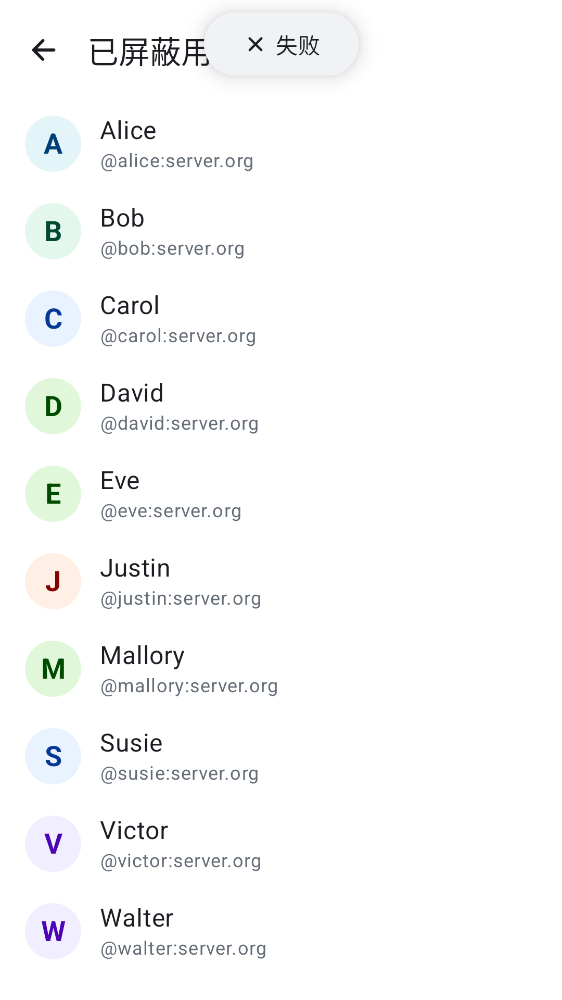 已屏蔽用
失败
A
Alice
@alice:server.org
B
Bob
@bob:server.org
C
Carol
@carol:server.org
D
David
@david:server.org
E
Eve
@eve:server.org
J
Justin
@justin:server.org
M
Mallory
@mallory:server.org
S
Susie
@susie:server.org
V
Victor
@victor:server.org
W
Walter
@walter:server.org